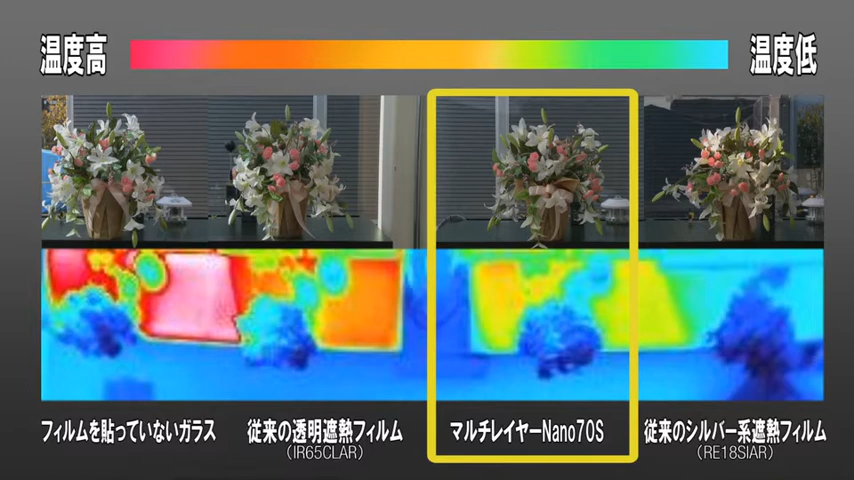 温度高
温度低
フィルムを貼っていないガラス
従来の透明遮熱フィルム
(IR65CLAR)
マルチレイヤーNano70S
従来のシルバー系遮熱フィルム
(RE18SIAR)